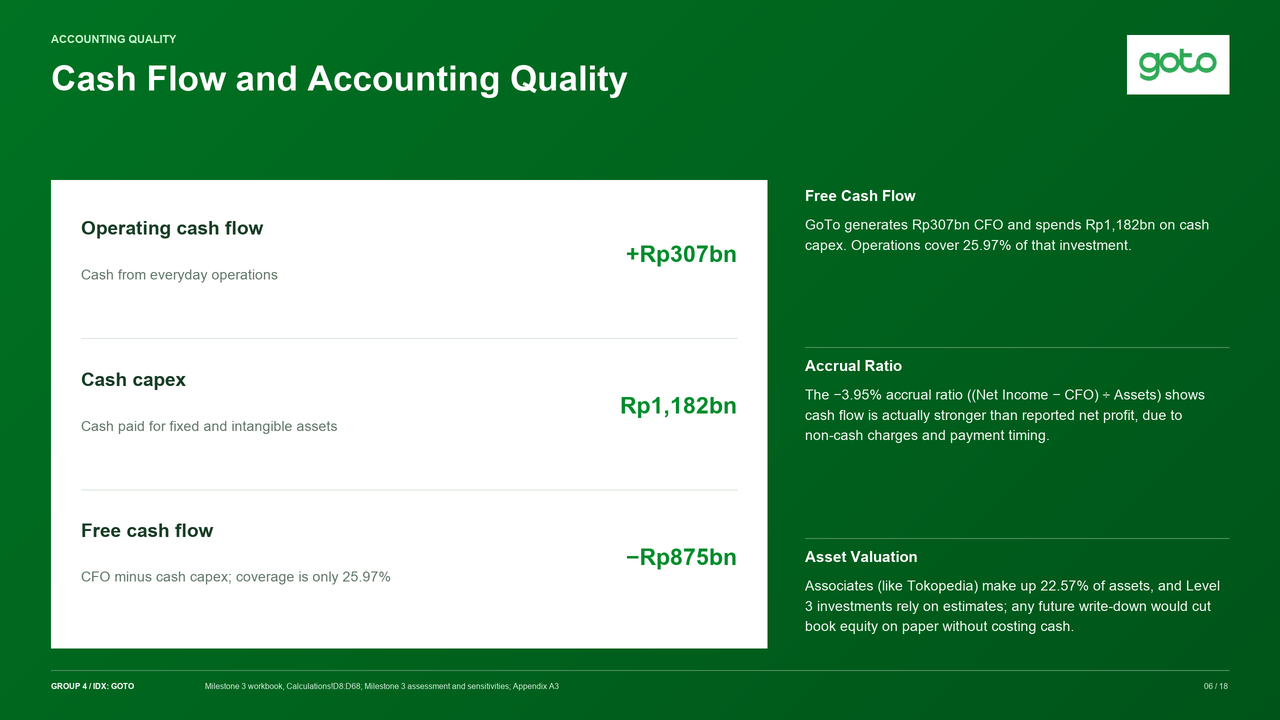 ACCOUNTING QUALITY
Cash Flow and Accounting Quality
goto
Operating cash flow
+Rp307bn
Cash from everyday operations
Cash capex
Rp1,182bn
Cash paid for fixed and intangible assets
Free cash flow
−Rp875bn
CFO minus cash capex; coverage is only 25.97%
Free Cash Flow
GoTo generates Rp307bn CFO and spends Rp1,182bn on cash
capex. Operations cover 25.97% of that investment.
Accrual Ratio
The −3.95% accrual ratio ((Net Income − CFO) ÷ Assets) shows
cash flow is actually stronger than reported net profit, due to
non-cash charges and payment timing.
Asset Valuation
Associates (like Tokopedia) make up 22.57% of assets, and Level
3 investments rely on estimates; any future write-down would cut
book equity on paper without costing cash.
GROUP 4 / IDX: GOTO
Milestone 3 workbook, Calculations!D8:D68; Milestone 3 assessment and sensitivities; Appendix A3
06 / 18